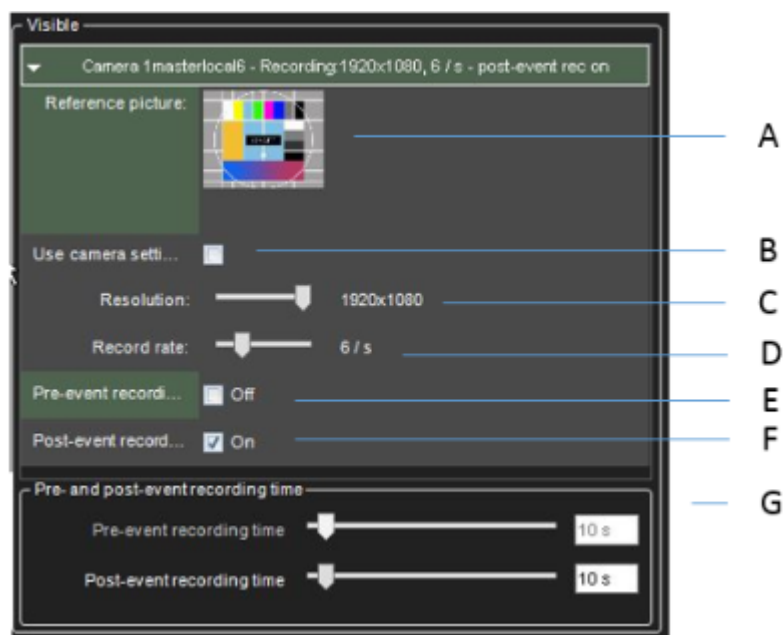 Visible
Camera 1masterlocal6 - Recording:1920x1080, 6 / s - post-event rec on
Reference picture:
A
Use camera setti...
B
Resolution:
1920x1080
C
Record rate:
6 / s
D
Pre-event recordi...
Off
E
Post-event record...
On
F
Pre- and post-event recording time
G
Pre-event recording time
10 s
Post-event recording time
10 s